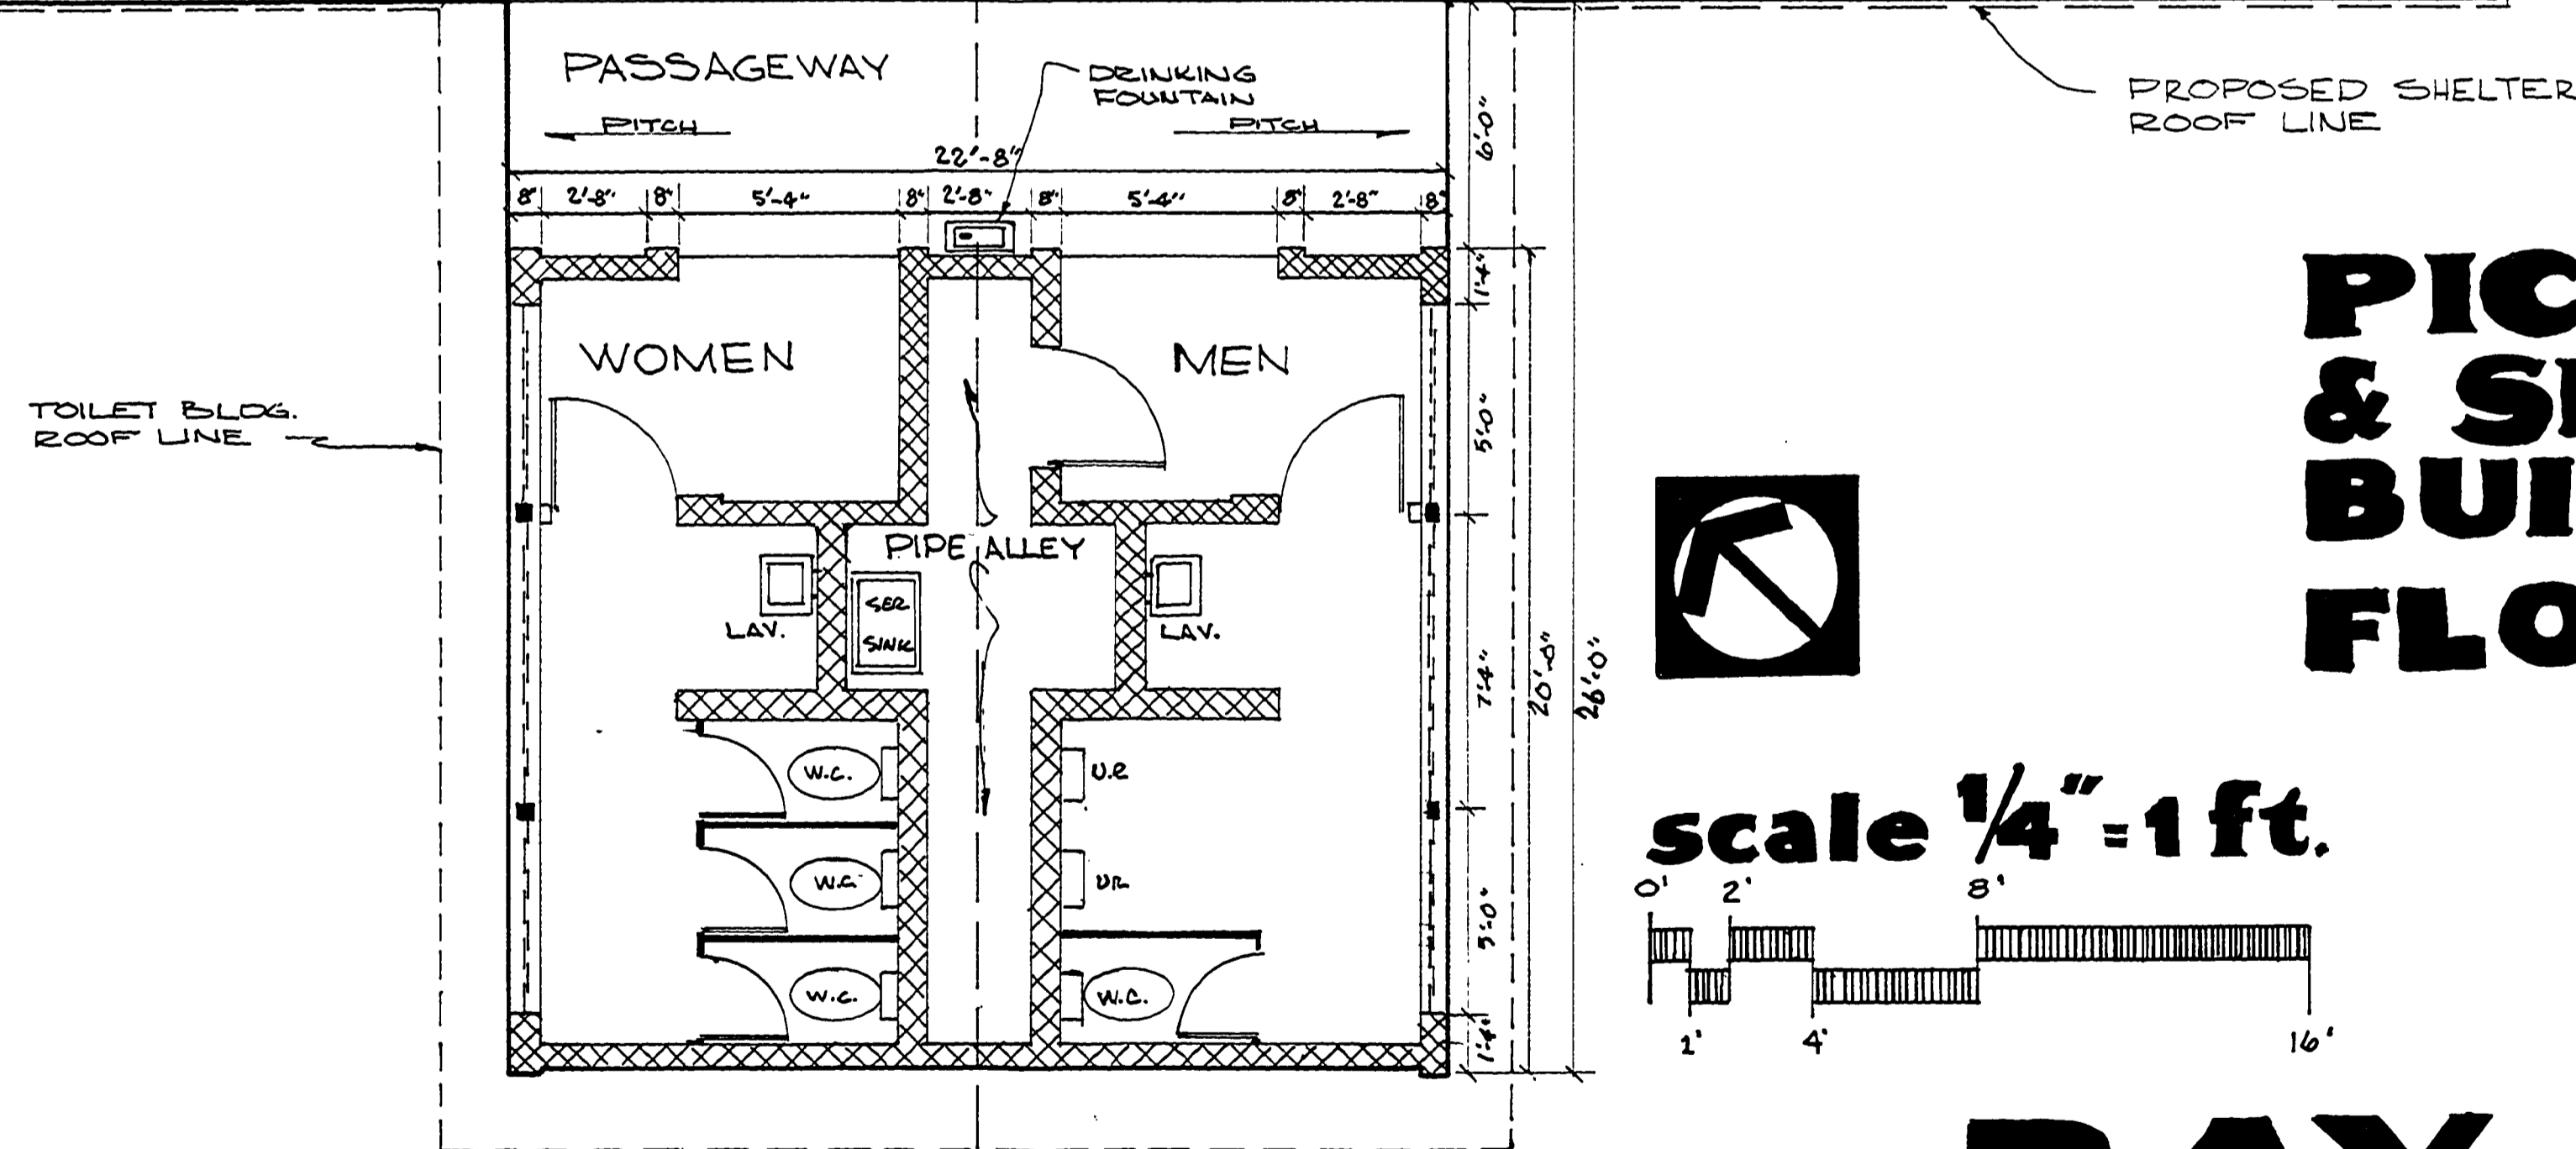 PASSAGEWAY
DRINKING
FOUNTAIN
PROPOSED SHELTER
ROOF LINE
PITCH
PITCH
22'-8"
8"
2'-8"
8"
5'-4"
8"
2'-8"
8"
5'-4"
8"
2'-8"
8"
6'-0"
1'-4"
5'-0"
7'-4"
5'-0"
1'-4"
20'-0"
26'-0"
WOMEN
MEN
TOILET BLDG.
ROOF LINE
PIPE ALLEY
SER
SINK
LAV.
LAV.
W.C.
U.R
W.C
UR
W.C.
W.C.
PIC
& S
BUI
FLO
scale 1/4" = 1 ft.
0' 2' 8'
1' 4' 16'